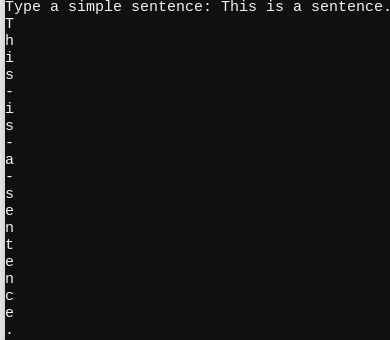 Type a simple sentence: This is a sentence.
T
h
i
s
-
i
s
-
a
-
s
e
n
t
e
n
c
e
.